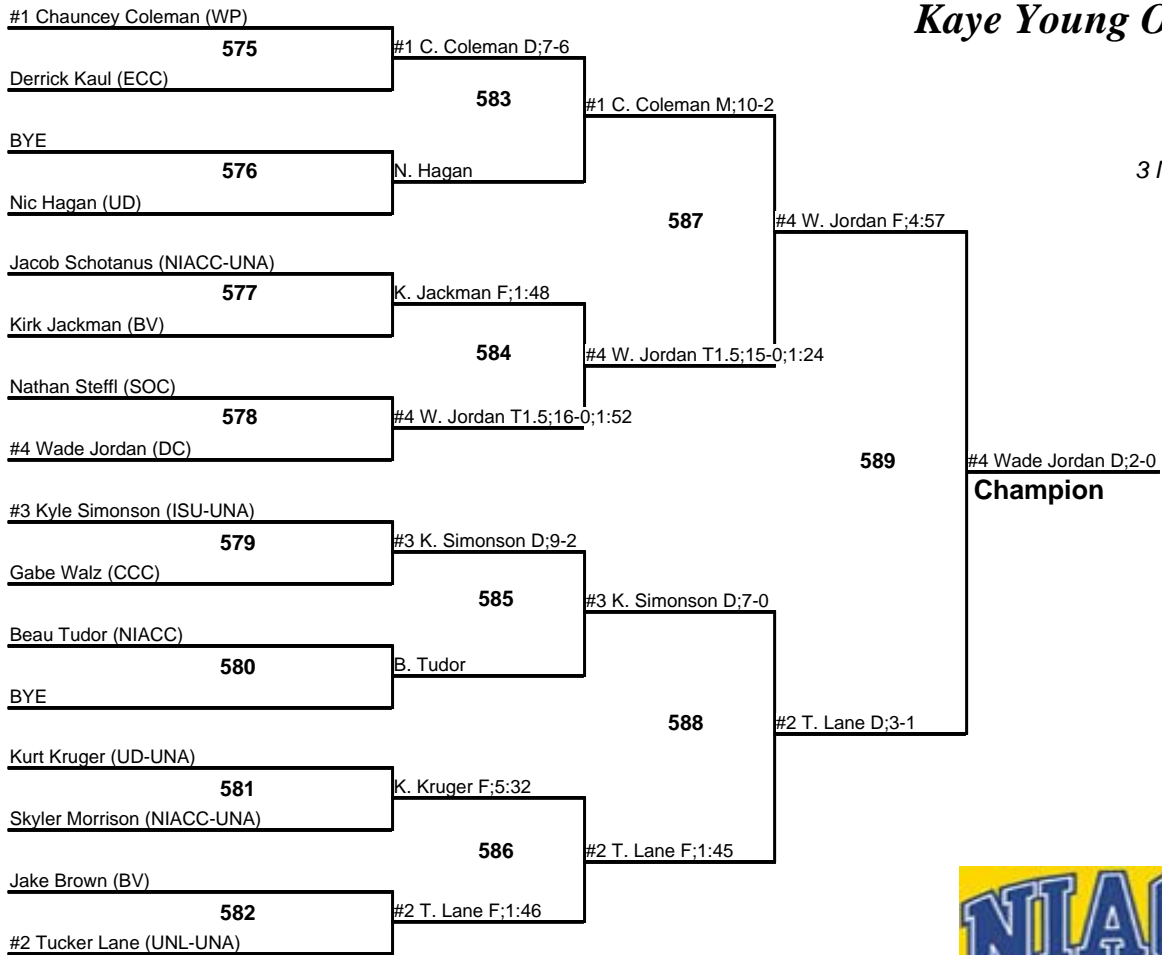 Kaye Young O
3
#1 Chauncey Coleman (WP)
575
Derrick Kaul (ECC)
BYE
576
Nic Hagan (UD)
Jacob Schotanus (NIACC-UNA)
577
Kirk Jackman (BV)
Nathan Steffl (SOC)
578
#4 Wade Jordan (DC)
#3 Kyle Simonson (ISU-UNA)
579
Gabe Walz (CCC)
Beau Tudor (NIACC)
580
BYE
Kurt Kruger (UD-UNA)
581
Skyler Morrison (NIACC-UNA)
Jake Brown (BV)
582
#2 Tucker Lane (UNL-UNA)
#1 C. Coleman D;7-6
583
N. Hagan
K. Jackman F;1:48
584
#4 W. Jordan T1.5;16-0;1:52
#3 K. Simonson D;9-2
585
B. Tudor
K. Kruger F;5:32
586
#2 T. Lane F;1:46
#1 C. Coleman M;10-2
587
#4 W. Jordan T1.5;15-0;1:24
#3 K. Simonson D;7-0
588
#2 T. Lane F;1:45
#4 W. Jordan F;4:57
589
#2 T. Lane D;3-1
#4 Wade Jordan D;2-0
Champion
NIAC